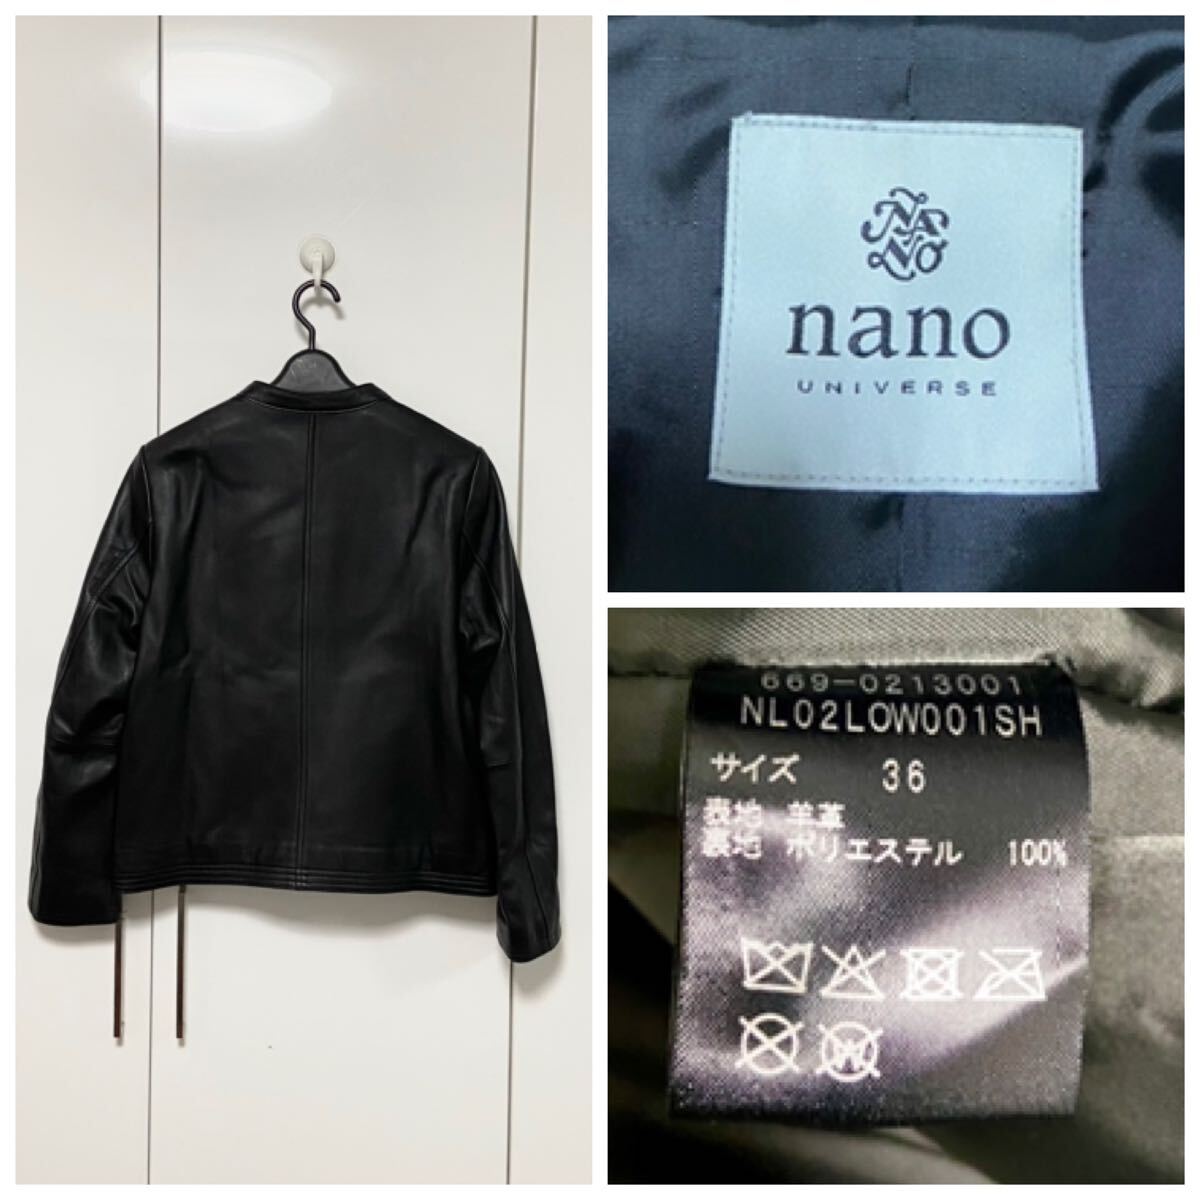 NANO
nano
UNIVERSE
669-0213001
NL02LOW001SH
サイズ 36
表地 羊革
裏地 ポリエステル 100%
W